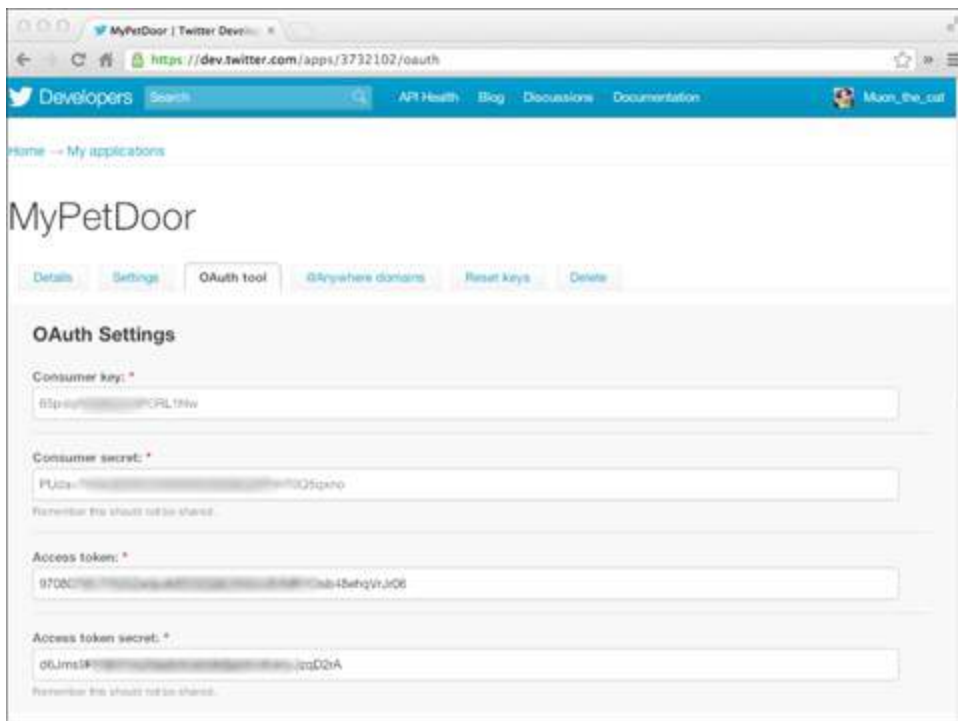 MyPetDoor | Twitter Develo
https://dev.twitter.com/apps/3732102/oauth
Developers Search API Health Blog Discussions Documentation Muon_the_cat
Home → My applications
MyPetDoor
Details Settings OAuth tool @Anywhere domains Reset keys Delete
OAuth Settings
Consumer key: *
Consumer secret: *
Remember this should not be shared.
Access token: *
Access token secret: *
Remember this should not be shared.